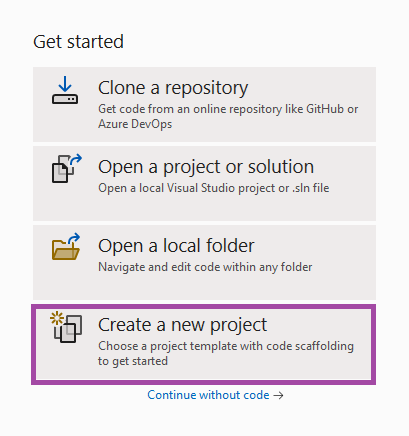 Get started
Clone a repository
Get code from an online repository like GitHub or
Azure DevOps
Open a project or solution
Open a local Visual Studio project or .sln file
Open a local folder
Navigate and edit code within any folder
Create a new project
Choose a project template with code scaffolding
to get started
Continue without code →